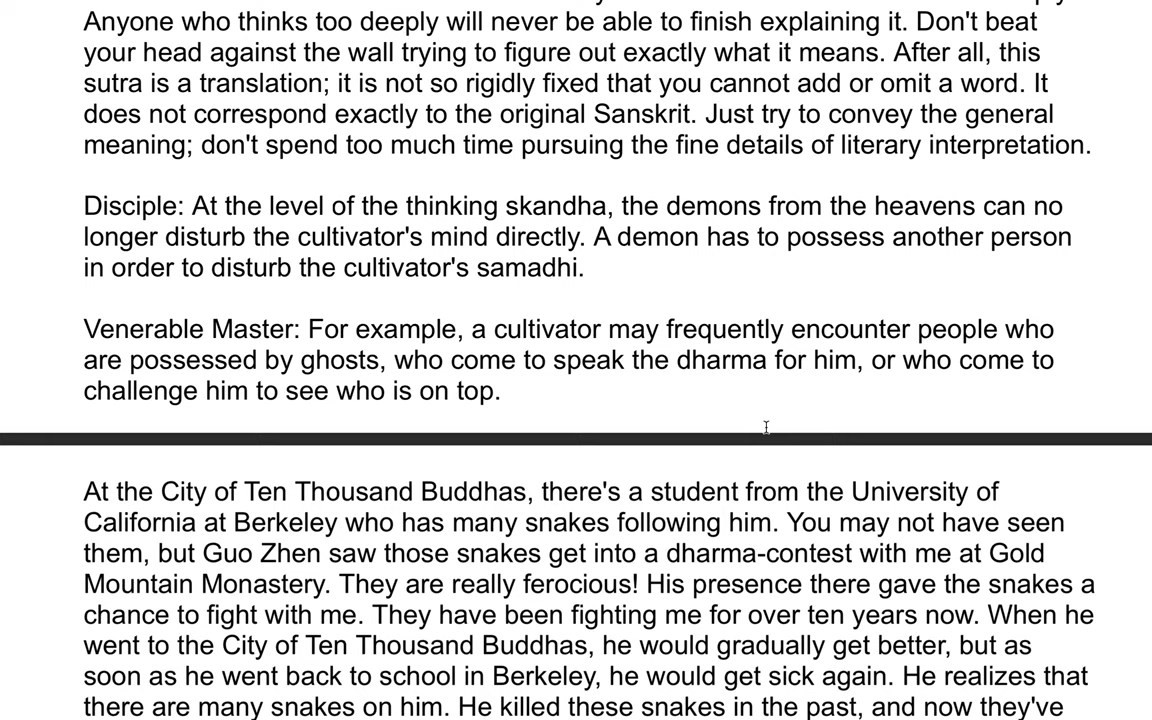 Anyone who thinks too deeply will never be able to finish explaining it. Don't beat
your head against the wall trying to figure out exactly what it means. After all, this
sutra is a translation; it is not so rigidly fixed that you cannot add or omit a word. It
does not correspond exactly to the original Sanskrit. Just try to convey the general
meaning; don't spend too much time pursuing the fine details of literary interpretation.
Disciple: At the level of the thinking skandha, the demons from the heavens can no
longer disturb the cultivator's mind directly. A demon has to possess another person
in order to disturb the cultivator's samadhi.
Venerable Master: For example, a cultivator may frequently encounter people who
are possessed by ghosts, who come to speak the dharma for him, or who come to
challenge him to see who is on top.
At the City of Ten Thousand Buddhas, there's a student from the University of
California at Berkeley who has many snakes following him. You may not have seen
them, but Guo Zhen saw those snakes get into a dharma-contest with me at Gold
Mountain Monastery. They are really ferocious! His presence there gave the snakes a
chance to fight with me. They have been fighting me for over ten years now. When he
went to the City of Ten Thousand Buddhas, he would gradually get better, but as
soon as he went back to school in Berkeley, he would get sick again. He realizes that
there are many snakes on him. He killed these snakes in the past, and now they've